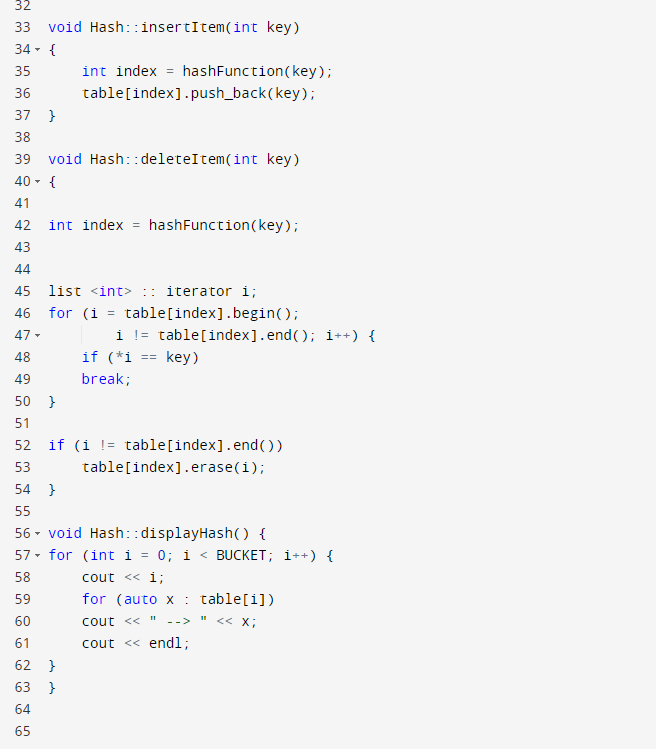 32
33 void Hash::insertItem(int key)
34 {
35     int index = hashFunction(key);
36     table[index].push_back(key);
37 }
38
39 void Hash::deleteItem(int key)
40 {
41
42 int index = hashFunction(key);
43
44
45 list <int> :: iterator i;
46 for (i = table[index].begin();
47         i != table[index].end(); i++) {
48     if (*i == key)
49     break;
50 }
51
52 if (i != table[index].end())
53     table[index].erase(i);
54 }
55
56 void Hash::displayHash() {
57 for (int i = 0; i < BUCKET; i++) {
58     cout << i;
59     for (auto x : table[i])
60     cout << " --> " << x;
61     cout << endl;
62 }
63 }
64
65